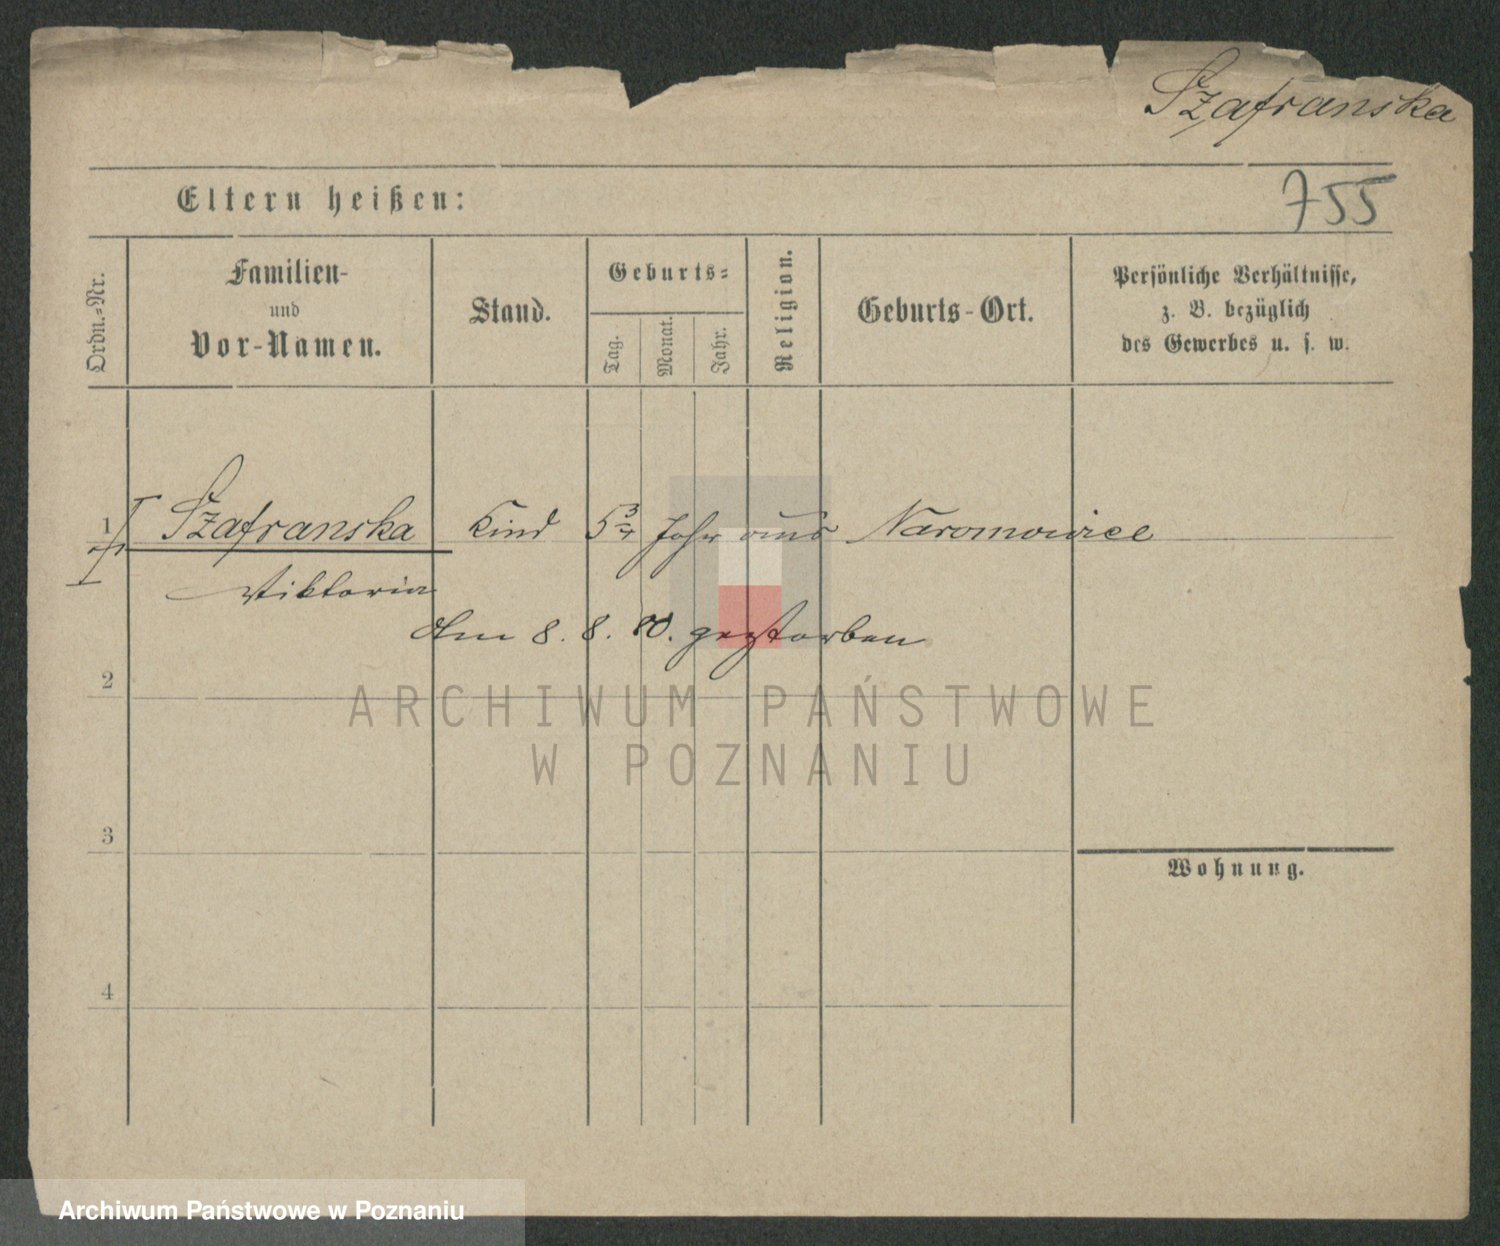 Szafranska
755
Eltern heißen:
Ordn.-Nr.
Familien-
und
Vor-Namen.
Stand.
Geburts-
Tag.
Monat.
Jahr.
Religion.
Geburts-Ort.
Persönliche Verhältnisse,
z. B. bezüglich
des Gewerbes u. s. w.
1 Szafranska Kind 5 3/4 Jahr aus Naromowice
Viktoria
Am 8. 8. 80. gestorben
2
ARCHIWUM PAŃSTWOWE
W POZNANIU
3
Wohnung.
4
Archiwum Państwowe w Poznaniu